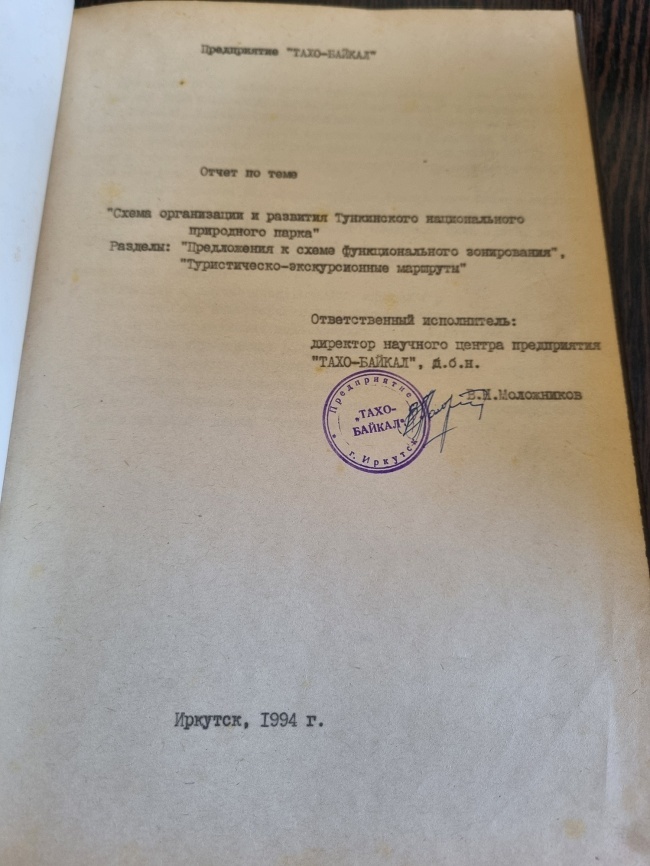 Предприятие "ТАХО-БАЙКАЛ"
Отчет по теме
"Схема организации и развития Тункинского национального
природного парка"
Разделы: "Предложения к схеме функционального зонирования",
"Туристическо-экскурсионные маршруты"
Ответственный исполнитель:
директор научного центра предприятия
"ТАХО-БАЙКАЛ", д.б.н.
В.И.Моложников
Предприятие
"ТАХО-
БАЙКАЛ"
г. Иркутск
Иркутск, 1994 г.